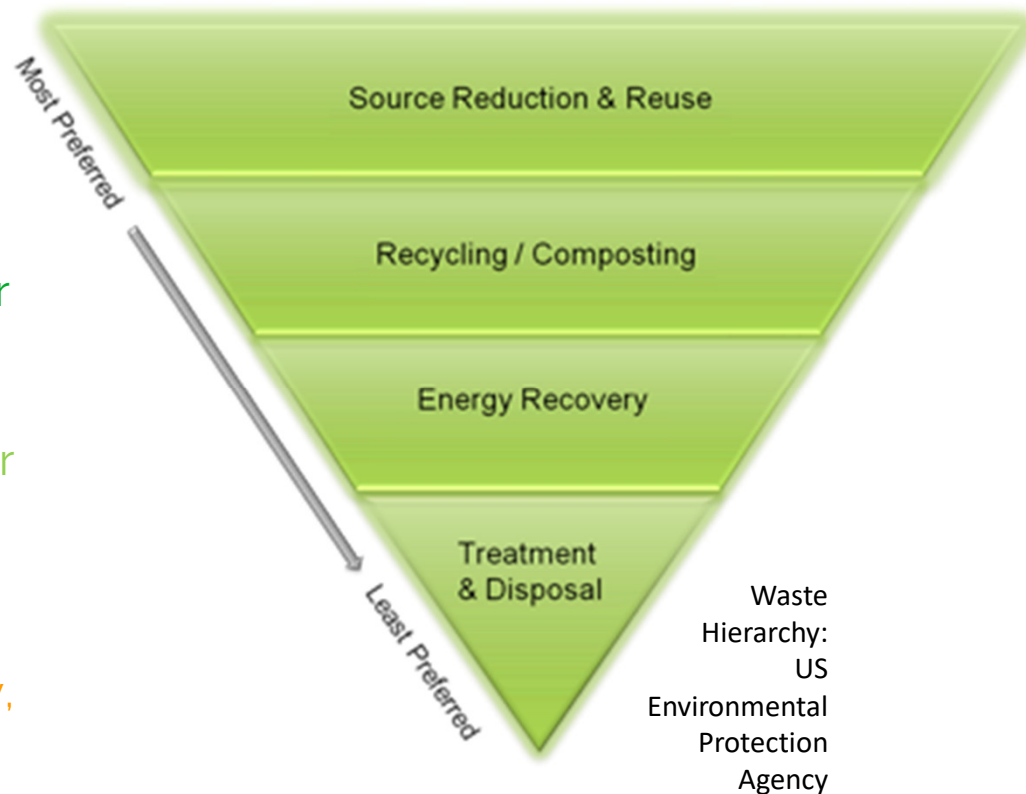 Source Reduction & Reuse
Most Preferred
Recycling / Composting
r
Energy Recovery
r
Treatment
& Disposal
Least Preferred
Waste
Hierarchy:
US
Environmental
Protection
Agency